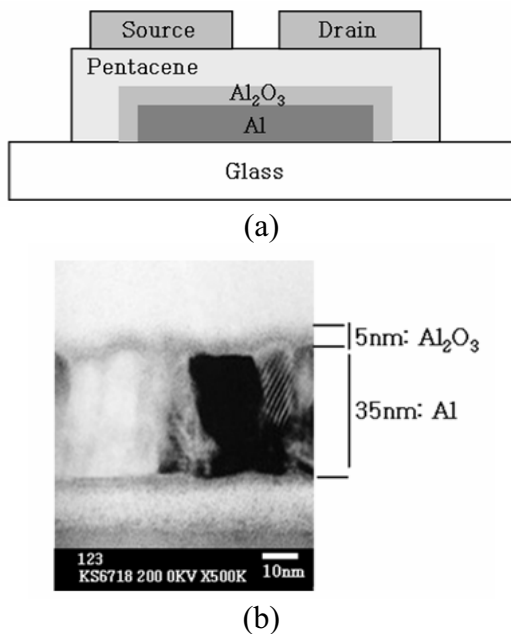 Source Drain
Pentacene
Al₂O₃
Al
Glass
(a)
5nm: Al₂O₃
35nm: Al
123
10nm
KS6718 200 0KV X500K
(b)